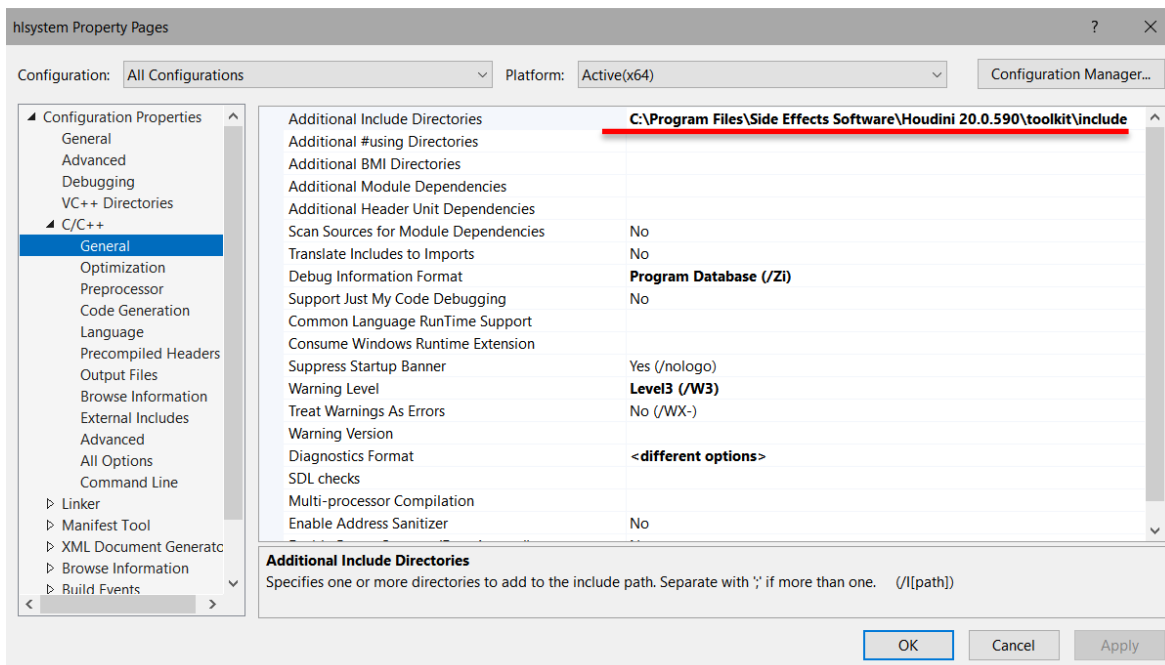 hlsystem Property Pages ? ×
Configuration: All Configurations Platform: Active(x64) Configuration Manager...
Configuration Properties
General
Advanced
Debugging
VC++ Directories
C/C++
General
Optimization
Preprocessor
Code Generation
Language
Precompiled Headers
Output Files
Browse Information
External Includes
Advanced
All Options
Command Line
Linker
Manifest Tool
XML Document Generato
Browse Information
Build Events
Additional Include Directories C:\Program Files\Side Effects Software\Houdini 20.0.590\toolkit\include
Additional #using Directories
Additional BMI Directories
Additional Module Dependencies
Additional Header Unit Dependencies
Scan Sources for Module Dependencies No
Translate Includes to Imports No
Debug Information Format Program Database (/Zi)
Support Just My Code Debugging No
Common Language RunTime Support
Consume Windows Runtime Extension
Suppress Startup Banner Yes (/nologo)
Warning Level Level3 (/W3)
Treat Warnings As Errors No (/WX-)
Warning Version
Diagnostics Format <different options>
SDL checks
Multi-processor Compilation
Enable Address Sanitizer No
Additional Include Directories
Specifies one or more directories to add to the include path. Separate with ';' if more than one. (/I[path])
OK Cancel Apply